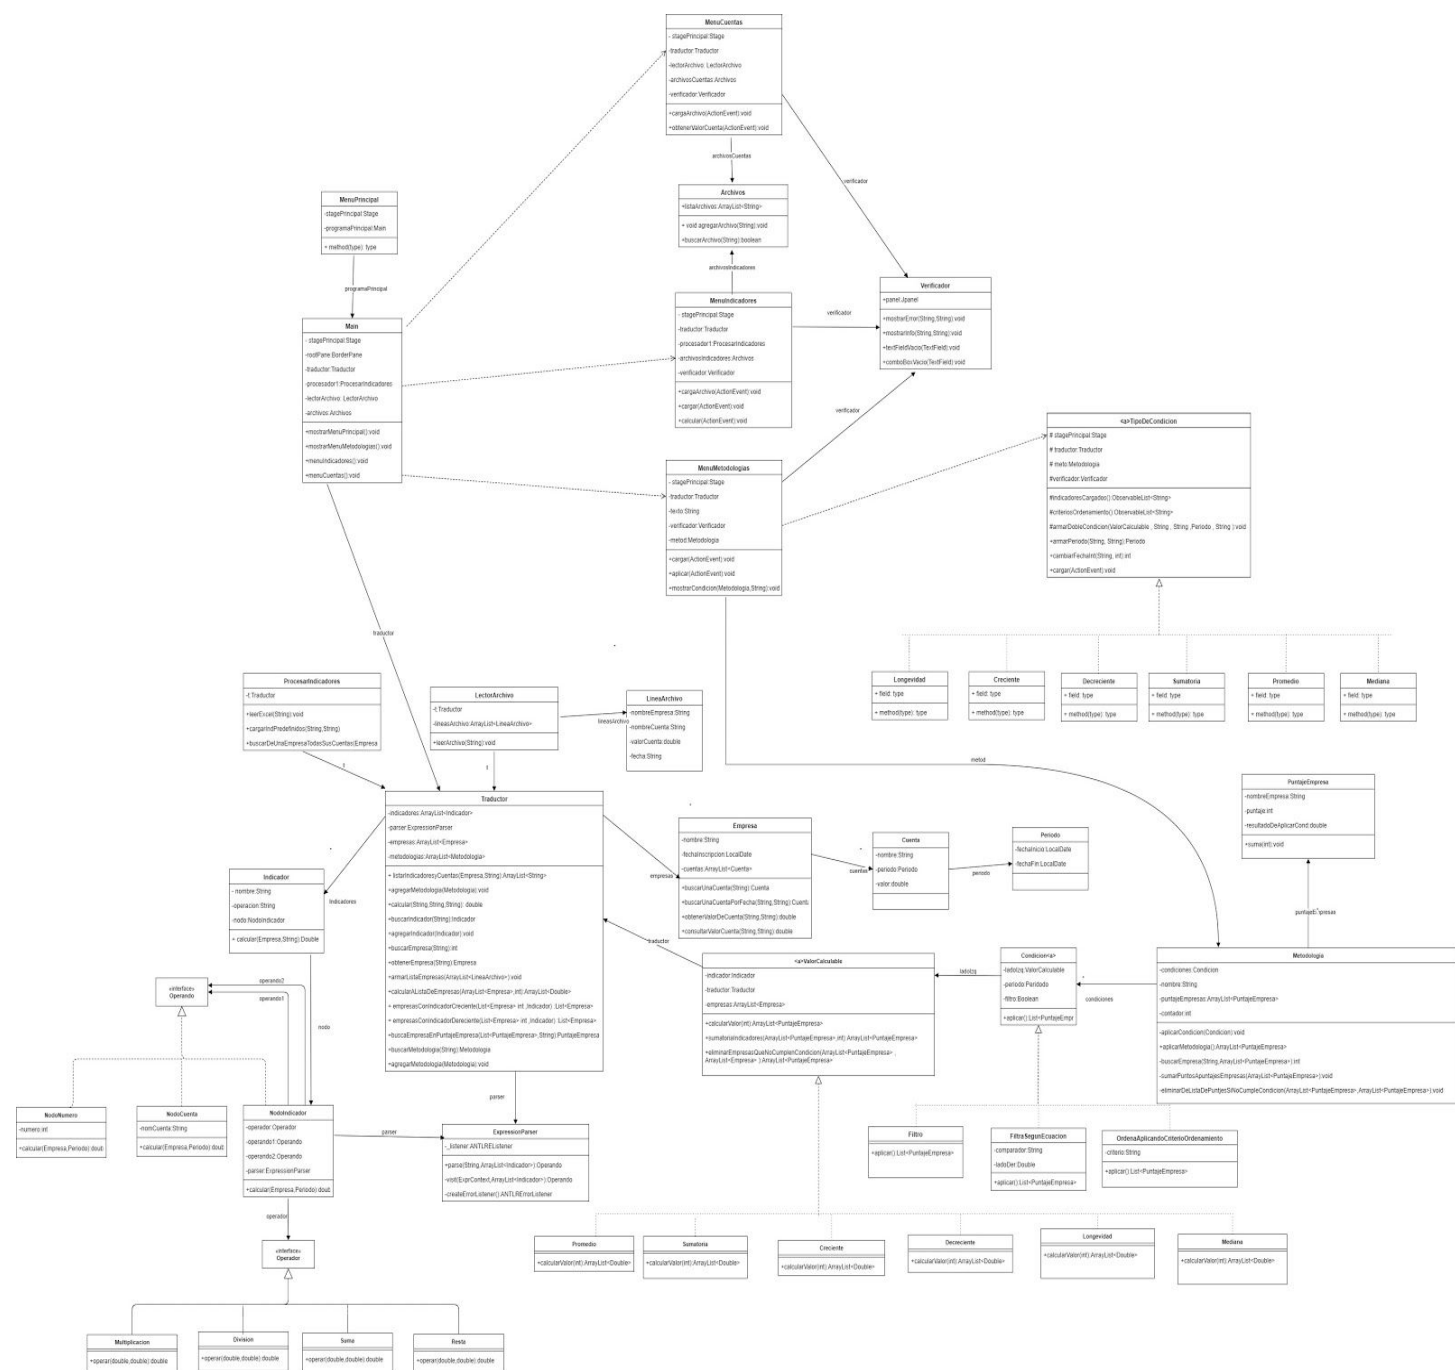 MenuCuentas
- stagePrincipal:Stage
-traductor:Traductor
-lectorArchivo: LectorArchivo
-archivosCuentas:Archivos
-verificador:Verificador
+cargaArchivo(ActionEvent):void
+obtenerValorCuenta(ActionEvent):void
archivosCuentas
verificador
Archivos
+listaArchivos:ArrayList<String>
+ void agregarArchivo(String):void
+buscarArchivo(String):boolean
archivosIndicadores
MenuPrincipal
-stagePrincipal:Stage
-programaPrincipal:Main
+ method(type): type
programaPrincipal
Main
- stagePrincipal:Stage
-rootPane:BorderPane
-traductor:Traductor
-procesador1:ProcesarIndicadores
-lectorArchivo: LectorArchivo
-archivos:Archivos
+mostrarMenuPrincipal():void
+mostrarMenuMetodologias():void
+menuIndicadores():void
+menuCuentas():void
MenuIndicadores
- stagePrincipal:Stage
-traductor:Traductor
-procesador1:ProcesarIndicadores
-archivosIndicadores:Archivos
-verificador:Verificador
+cargaArchivo(ActionEvent):void
+cargar(ActionEvent):void
+calcular(ActionEvent):void
verificador
Verificador
+panel:Jpanel
+mostrarError(String,String):void
+mostrarInfo(String,String):void
+textFieldVacio(TextField):void
+comboBoxVacio(TextField):void
verificador
MenuMetodologias
- stagePrincipal:Stage
-traductor:Traductor
-texto:String
-verificador:Verificador
-metod:Metodologia
+cargar(ActionEvent):void
+aplicar(ActionEvent):void
+mostrarCondicion(Metodologia,String):void
<a>TipoDeCondicion
# stagePrincipal:Stage
# traductor:Traductor
# meto:Metodologia
#verificador:Verificador
#indicadoresCargados():ObservableList<String>
#criteriosOrdenamiento():ObservableList<String>
#armarDobleCondicion(ValorCalculable , String , String ,Periodo , String ):void
+armarPeriodo(String, String):Periodo
+cambiarFechaInt(String, int):int
+cargar(ActionEvent):void
traductor
Longevidad
+ field: type
+ method(type): type
Creciente
+ field: type
+ method(type): type
Decreciente
+ field: type
+ method(type): type
Sumatoria
+ field: type
+ method(type): type
Promedio
+ field: type
+ method(type): type
Mediana
+ field: type
+ method(type): type
ProcesarIndicadores
-t:Traductor
+leerExcel(String):void
+cargarIndPredefinidos(String,String)
+buscarDeUnaEmpresaTodasSusCuentas(Empresa
t
LectorArchivo
-t:Traductor
-lineasArchivo:ArrayList<LineaArchivo>
+leerArchivo(String):void
t
lineasArchivo
LineaArchivo
-nombreEmpresa:String
-nombreCuenta:String
-valorCuenta:double
-fecha:String
metod
PuntajeEmpresa
-nombreEmpresa:String
-puntaje:int
-resultadoDeAplicarCond:double
+suma(int):void
Traductor
-indicadores:ArrayList<Indicador>
-parser:ExpressionParser
-empresas:ArrayList<Empresa>
-metodologias:ArrayList<Metodologia>
+ listarIndicadoresyCuentas(Empresa,String):ArrayList<String>
+agregarMetodologia(Metodologia):void
+calcular(String,String,String): double
+buscarIndicador(String):Indicador
+agregarIndicador(Indicador):void
+buscarEmpresa(String):int
+obtenerEmpresa(String):Empresa
+armarListaEmpresas(ArrayList<LineaArchivo>):void
+calcularAListaDeEmpresas(ArrayList<Empresa>,int):ArrayList<Double>
+ empresasConIndicadorCreciente(List<Empresa> int ,Indicador) :List<Empresa>
+ empresasConIndicadorDereciente(List<Empresa> int ,Indicador) :List<Empresa>
+buscaEmpresaEnPuntajeEmpresa(List<PuntajeEmpresa>,String):PuntajeEmpresa
+buscarMetodologia(String):Metodologia
+agregarMetodologia(Metodologia):void
empresas
Empresa
-nombre:String
-fechaInscripcion:LocalDate
-cuentas:ArrayList<Cuenta>
+buscarUnaCuenta(String):Cuenta
+buscarUnaCuentaPorFecha(String,String):Cuenta
+obtenerValorDeCuenta(String,String):double
+consultarValorCuenta(String,String):double
cuentas
Cuenta
-nombre:String
-periodo:Periodo
-valor:double
periodo
Periodo
-fechaInicio:LocalDate
-fechaFin:LocalDate
Indicador
- nombre:String
-operacion:String
-nodo:NodoIndicador
+ calcular(Empresa,String):Double
Indicadores
traductor
<a>ValorCalculable
-indicador:Indicador
-traductor:Traductor
-empresas:ArrayList<Empresa>
+calcularValor(int):ArrayList<PuntajeEmpresa>
+sumatoriaIndicadores(ArrayList<PuntajeEmpresa>,int):ArrayList<PuntajeEmpresa>
+eliminarEmpresasQueNoCumplenCondicion(ArrayList<PuntajeEmpresa> ,
ArrayList<Empresa> ):ArrayList<PuntajeEmpresa>
ladoIzq
Condicion<a>
-ladoIzq:ValorCalculable
-periodo:Peridodo
-filtro:Boolean
+aplicar():List<PuntajeEmpr
condiciones
puntajeEmpresas
Metodologia
-condiciones:Condicion
-nombre:String
-puntajeEmpresas:ArrayList<PuntajeEmpresa>
-contador:int
-aplicarCondicion(Condicion):void
+aplicarMetodologia():ArrayList<PuntajeEmpresa>
-buscarEmpresa(String,ArrayList<PuntajeEmpresa>):int
-sumarPuntosApuntajesEmpresas(ArrayList<PuntajeEmpresa>):void
-eliminarDeListaDePuntjesSiNoCumpleCondicion(ArrayList<PuntajeEmpresa>,ArrayList<PuntajeEmpresa>):void
«interface»
Operando
operando2
operando1
nodo
NodoNumero
-numero:int
+calcular(Empresa,Periodo):doub
NodoCuenta
-nomCuenta:String
+calcular(Empresa,Periodo):doubl
NodoIndicador
-operador:Operador
-operando1:Operando
-operando2:Operando
-parser:ExpressionParser
+calcular(Empresa,Periodo):doub
parser
parser
ExpressionParser
-_listener:ANTLREListener
+parse(String,ArrayList<Indicador>):Operando
-visit(ExprContext,ArrayList<Indicador>):Operando
-createErrorListener():ANTLRErrorListener
Filtro
+aplicar():List<PuntajeEmpresa>
FiltraSegunEcuacion
-comparador:String
-ladoDer:Double
+aplicar():List<PuntajeEmpresa>
OrdenaAplicandoCriterioOrdenamiento
-criterio:String
+aplicar():List<PuntajeEmpresa>
operador
«interface»
Operador
Promedio
+calcularValor(int):ArrayList<Double>
Sumatoria
+calcularValor(int):ArrayList<Double>
Creciente
+calcularValor(int):ArrayList<Double>
Decreciente
+calcularValor(int):ArrayList<Double>
Longevidad
+calcularValor(int):ArrayList<Double>
Mediana
+calcularValor(int):ArrayList<Double>
Multiplicacion
+operar(double,double):double
Division
+operar(double,double):double
Suma
+operar(double,double):double
Resta
+operar(double,double):double